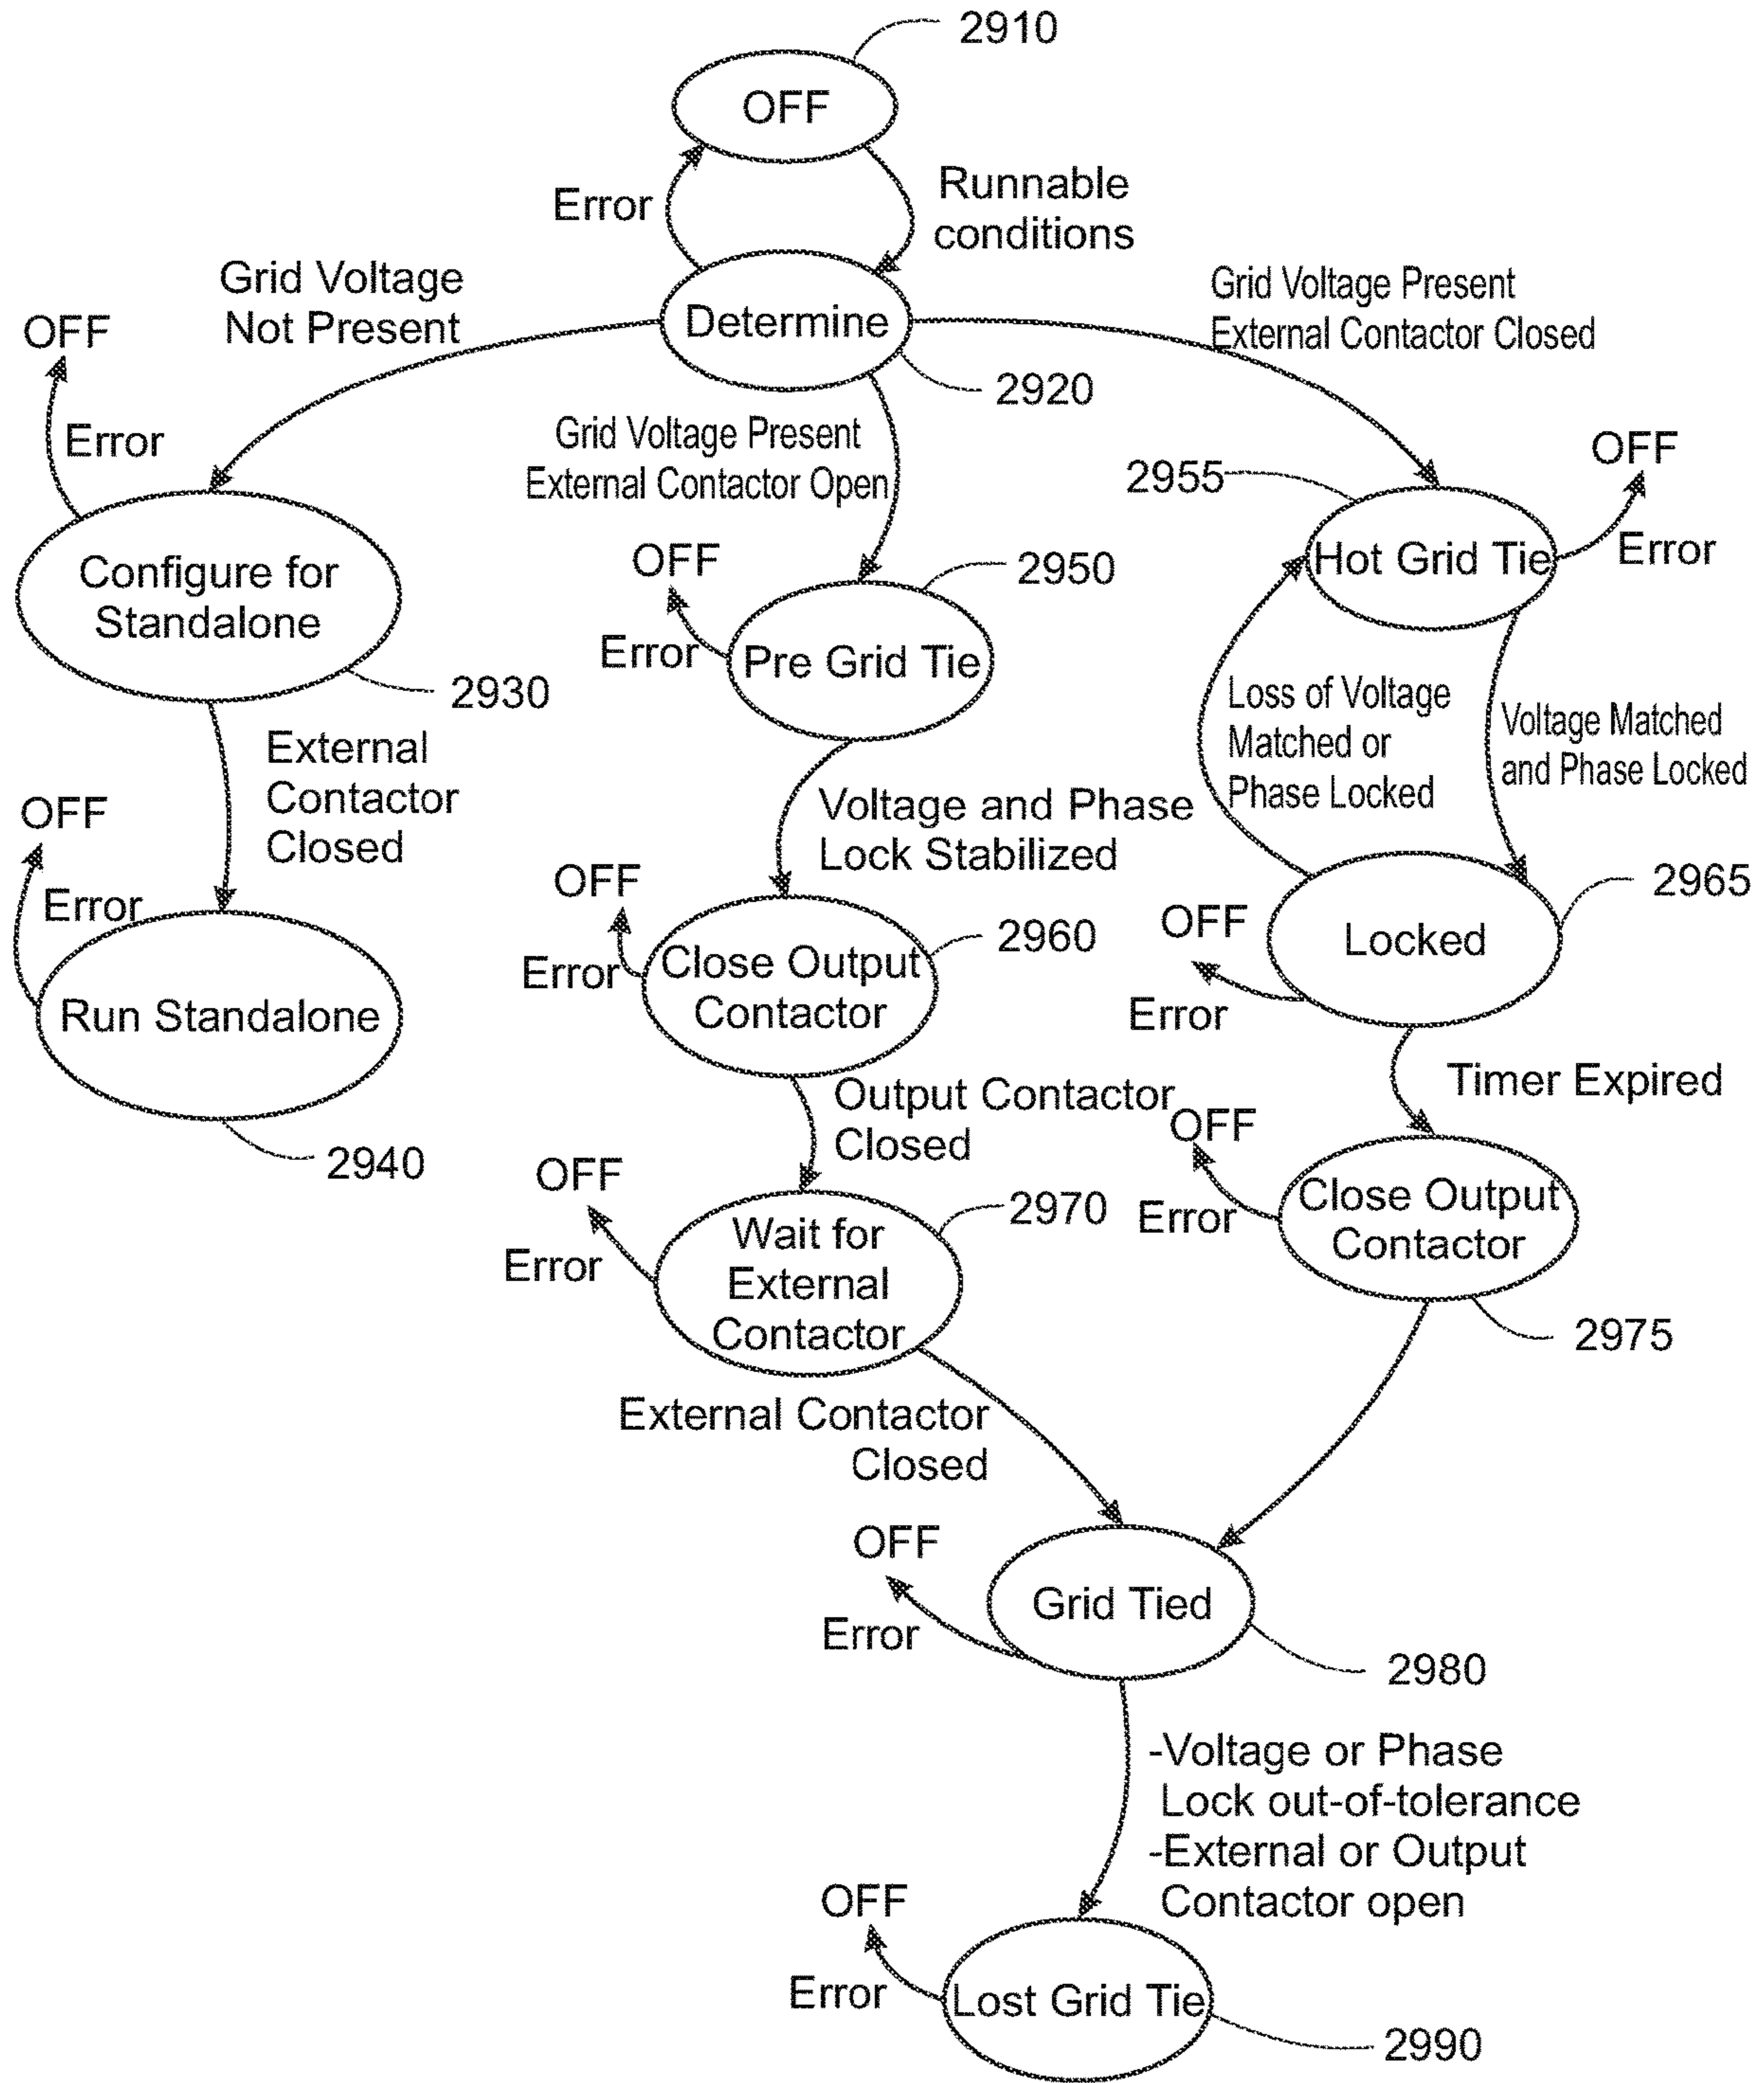 2910
OFF
Error
Runnable
conditions
Determine
2920
Grid Voltage
Not Present
Grid Voltage Present
External Contactor Open
Grid Voltage Present
External Contactor Closed
OFF
Error
Configure for
Standalone
2930
External
Contactor
Closed
OFF
Error
Run Standalone
2940
OFF
Error
2950
Pre Grid Tie
Voltage and Phase
Lock Stabilized
OFF
Error
2960
Close Output
Contactor
Output Contactor
Closed
OFF
Error
2970
Wait for
External
Contactor
External Contactor
Closed
2955
Hot Grid Tie
OFF
Error
Loss of Voltage
Matched or
Phase Locked
Voltage Matched
and Phase Locked
2965
Locked
OFF
Error
Timer Expired
OFF
Error
Close Output
Contactor
2975
OFF
Error
Grid Tied
2980
-Voltage or Phase
Lock out-of-tolerance
-External or Output
Contactor open
OFF
Error
Lost Grid Tie
2990